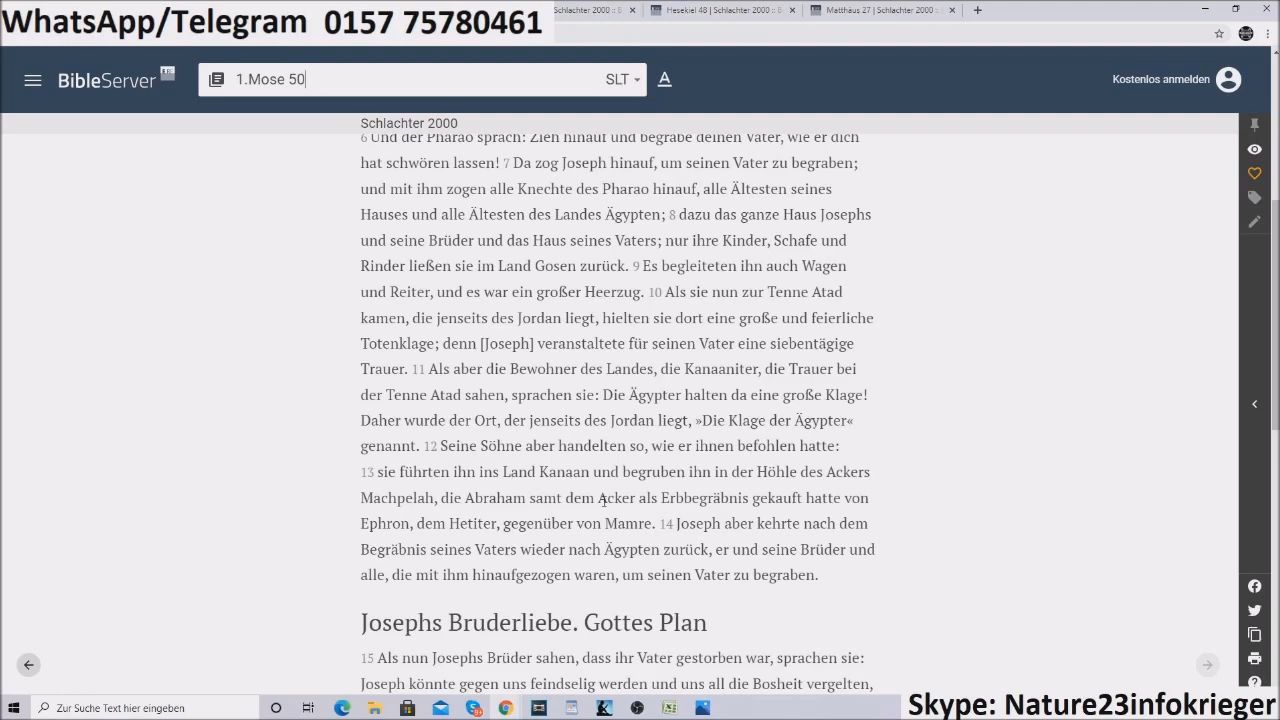 WhatsApp/Telegram 0157 75780461
Schlachter 2000 :: B
Hesekiel 48 | Schlachter 2000 :: B
Matthäus 27 | Schlachter 2000 ::
BibleServer
1.Mose 50
SLT
A
Kostenlos anmelden
Schlachter 2000
6 Und der Pharao sprach: Zieh hinauf und begrabe deinen Vater, wie er dich
hat schwören lassen! 7 Da zog Joseph hinauf, um seinen Vater zu begraben;
und mit ihm zogen alle Knechte des Pharao hinauf, alle Ältesten seines
Hauses und alle Ältesten des Landes Ägypten; 8 dazu das ganze Haus Josephs
und seine Brüder und das Haus seines Vaters; nur ihre Kinder, Schafe und
Rinder ließen sie im Land Gosen zurück. 9 Es begleiteten ihn auch Wagen
und Reiter, und es war ein großer Heerzug. 10 Als sie nun zur Tenne Atad
kamen, die jenseits des Jordan liegt, hielten sie dort eine große und feierliche
Totenklage; denn [Joseph] veranstaltete für seinen Vater eine siebentägige
Trauer. 11 Als aber die Bewohner des Landes, die Kanaaniter, die Trauer bei
der Tenne Atad sahen, sprachen sie: Die Ägypter halten da eine große Klage!
Daher wurde der Ort, der jenseits des Jordan liegt, »Die Klage der Ägypter«
genannt. 12 Seine Söhne aber handelten so, wie er ihnen befohlen hatte:
13 sie führten ihn ins Land Kanaan und begruben ihn in der Höhle des Ackers
Machpelah, die Abraham samt dem Acker als Erbbegräbnis gekauft hatte von
Ephron, dem Hetiter, gegenüber von Mamre. 14 Joseph aber kehrte nach dem
Begräbnis seines Vaters wieder nach Ägypten zurück, er und seine Brüder und
alle, die mit ihm hinaufgezogen waren, um seinen Vater zu begraben.
Josephs Bruderliebe. Gottes Plan
15 Als nun Josephs Brüder sahen, dass ihr Vater gestorben war, sprachen sie:
Joseph könnte gegen uns feindselig werden und uns all die Bosheit vergelten,
Zur Suche Text hier eingeben
Skype: Nature23infokrieger